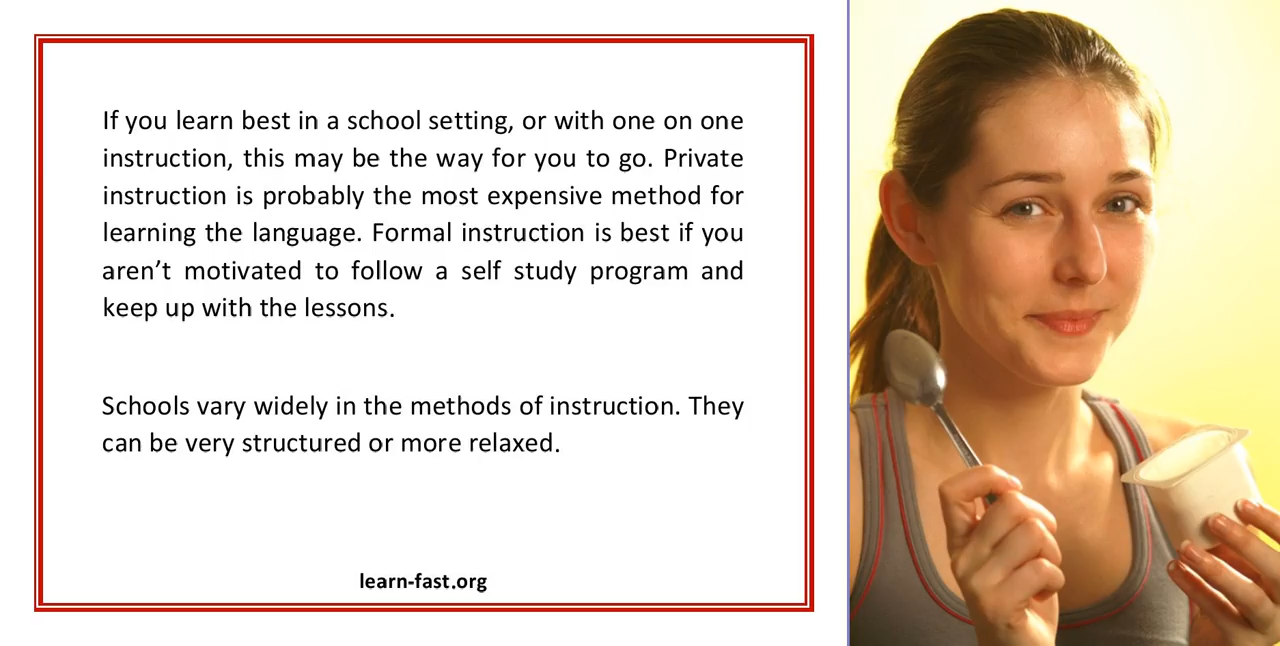 If you learn best in a school setting, or with one on one
instruction, this may be the way for you to go. Private
instruction is probably the most expensive method for
learning the language. Formal instruction is best if you
aren’t motivated to follow a self study program and
keep up with the lessons.
Schools vary widely in the methods of instruction. They
can be very structured or more relaxed.
learn-fast.org